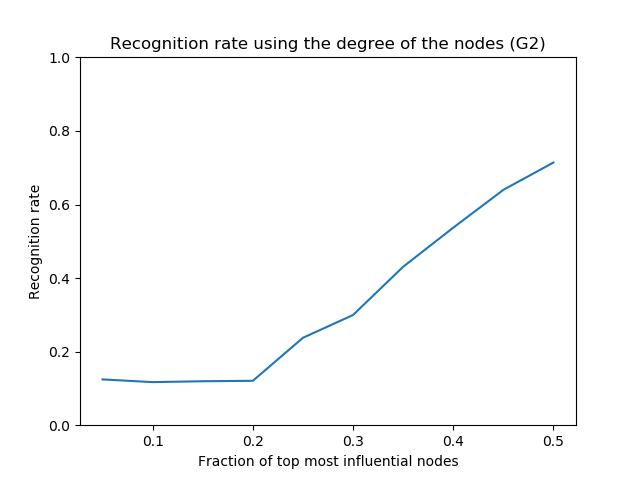 Recognition rate using the degree of the nodes (G2)
1.0
0.8
0.6
0.4
0.2
0.0
Recognition rate
0.1 0.2 0.3 0.4 0.5
Fraction of top most influential nodes